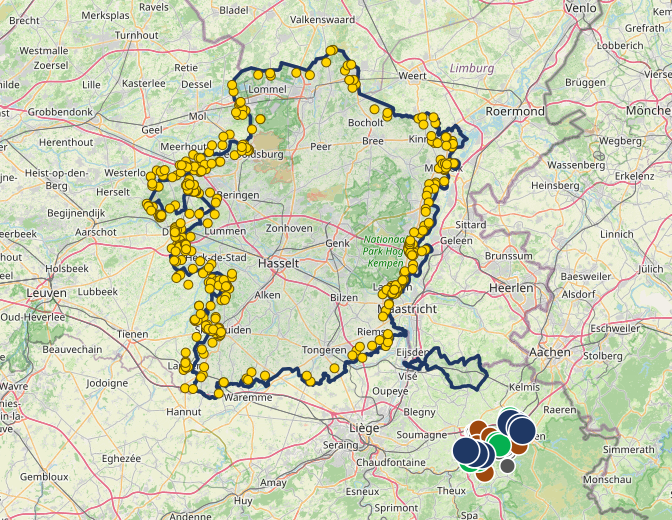 Ravels
Bladel
Venlo
Merksplas
Valkenswaard
Turnhout
Lobberich
Westmalle
Zoersel
Retie
Weert
Limburg
Lille
Kasterlee
Dessel
Lommel
Brüggen
Grobbendonk
Mol
Roermond
Geel
Bocholt
Wegberg
Herenthout
Bree
Peer
Wassenberg
Heist-op-den-
Berg
Erkelenz
Heinsberg
Herselt
Beringen
Begijnendijk
Aarschot
Lummen
Zonhoven
Sittard
Linnich
Genk
Nationaal
Park Hoge
Kempen
Geleen
Brunssum
Holsbeek
Hasselt
Baesweiler
Jülich
Leuven
Lubbeek
Alken
Bilzen
Heerlen
Alsdorf
Oud-Heverlee
Maastricht
Tienen
Riemst
Eschweiler
Beauvechain
Tongeren
Eijsden
Aachen
Stolberg
Visé
Jodoigne
Oupeye
Kelmis
Hannut
Waremme
Blegny
Raeren
Liège
Soumagne
Seraing
Eghezée
Chaudfontaine
Simmerath
Gembloux
Amay
Theux
Monschau
Huy
Esneux
Andenne
Sprimont
Spa